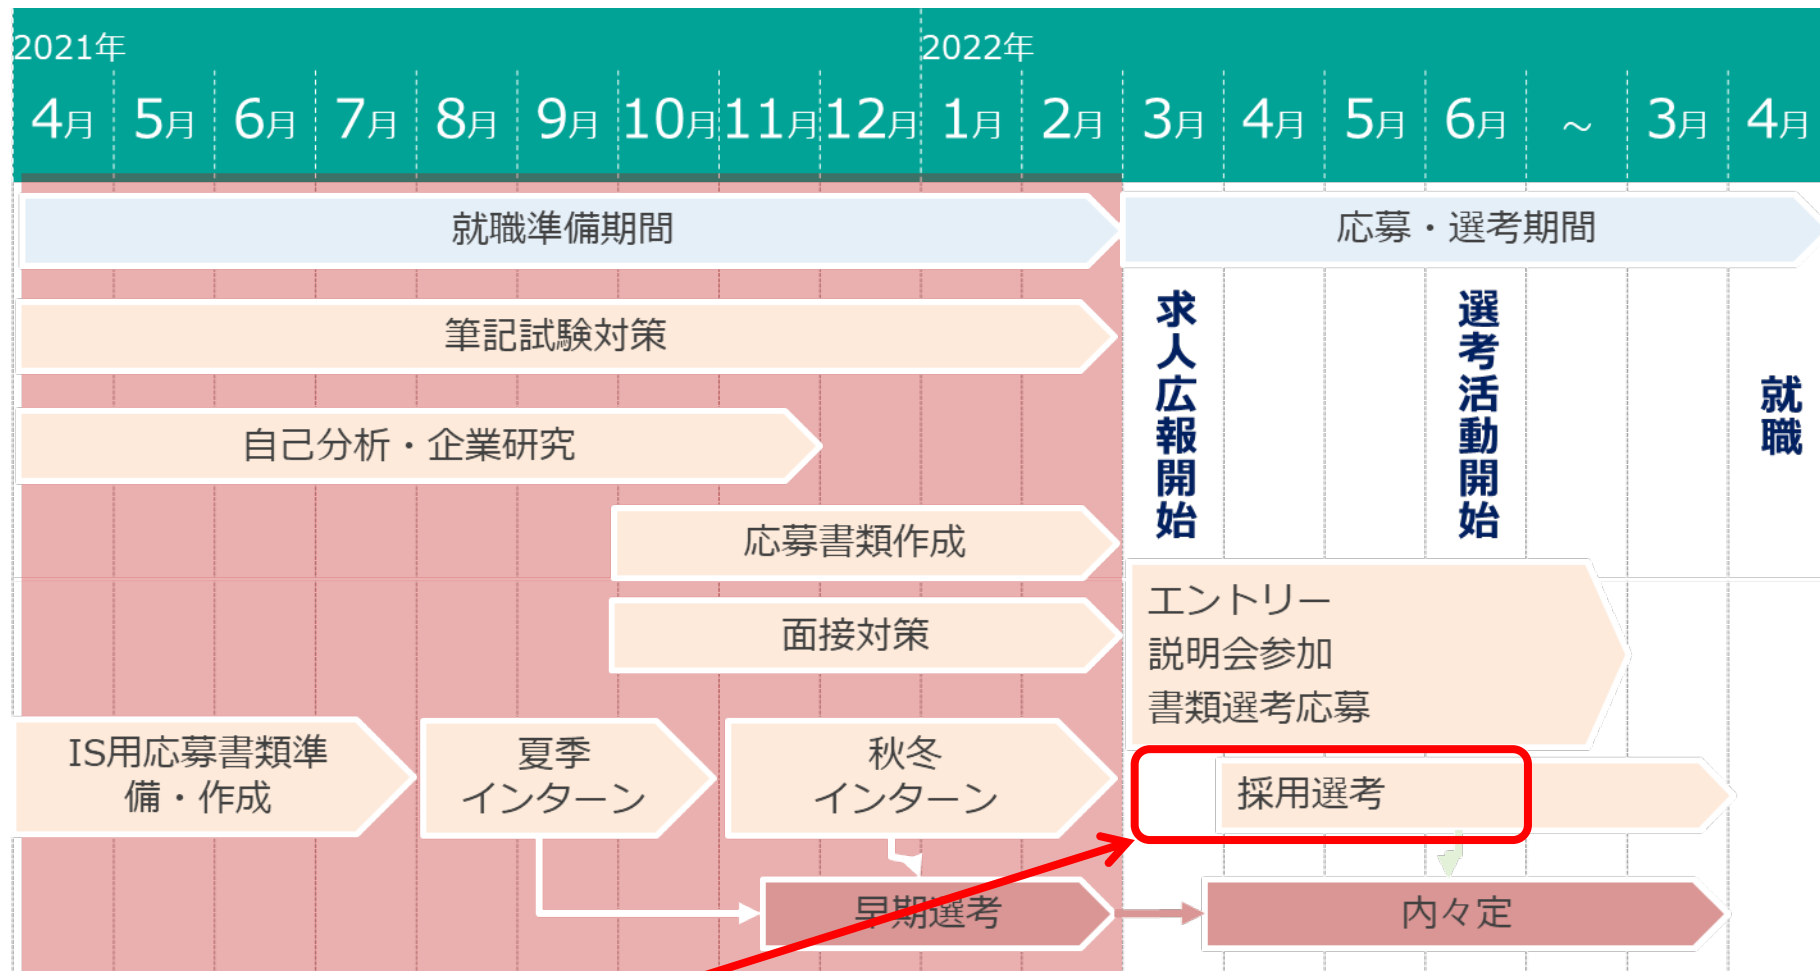 2021年
2022年
4月 5月 6月 7月 8月 9月 10月 11月 12月 1月 2月 3月 4月 5月 6月 ～ 3月 4月
就職準備期間
応募・選考期間
筆記試験対策
自己分析・企業研究
応募書類作成
面接対策
求人広報開始
選考活動開始
就職
エントリー
説明会参加
書類選考応募
IS用応募書類準
備・作成
夏季
インターン
秋冬
インターン
採用選考
早期選考
内々定